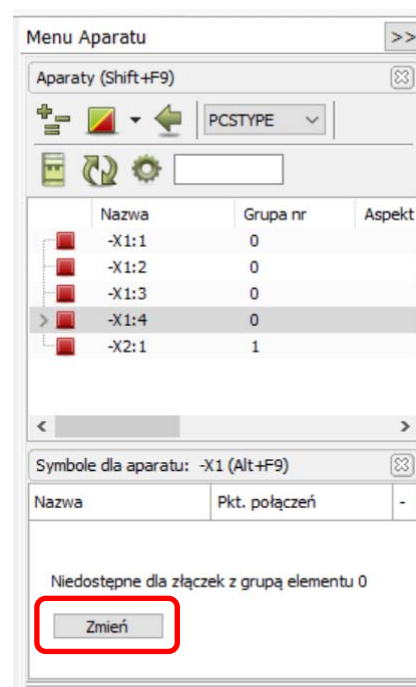 Menu Aparatu >>
Aparaty (Shift+F9)
PCSTYPE
Nazwa Grupa nr Aspekt
-X1:1 0
-X1:2 0
-X1:3 0
-X1:4 0
-X2:1 1
Symbole dla aparatu: -X1 (Alt+F9)
Nazwa Pkt. połączeń -
Niedostępne dla złączek z grupą elementu 0
Zmień